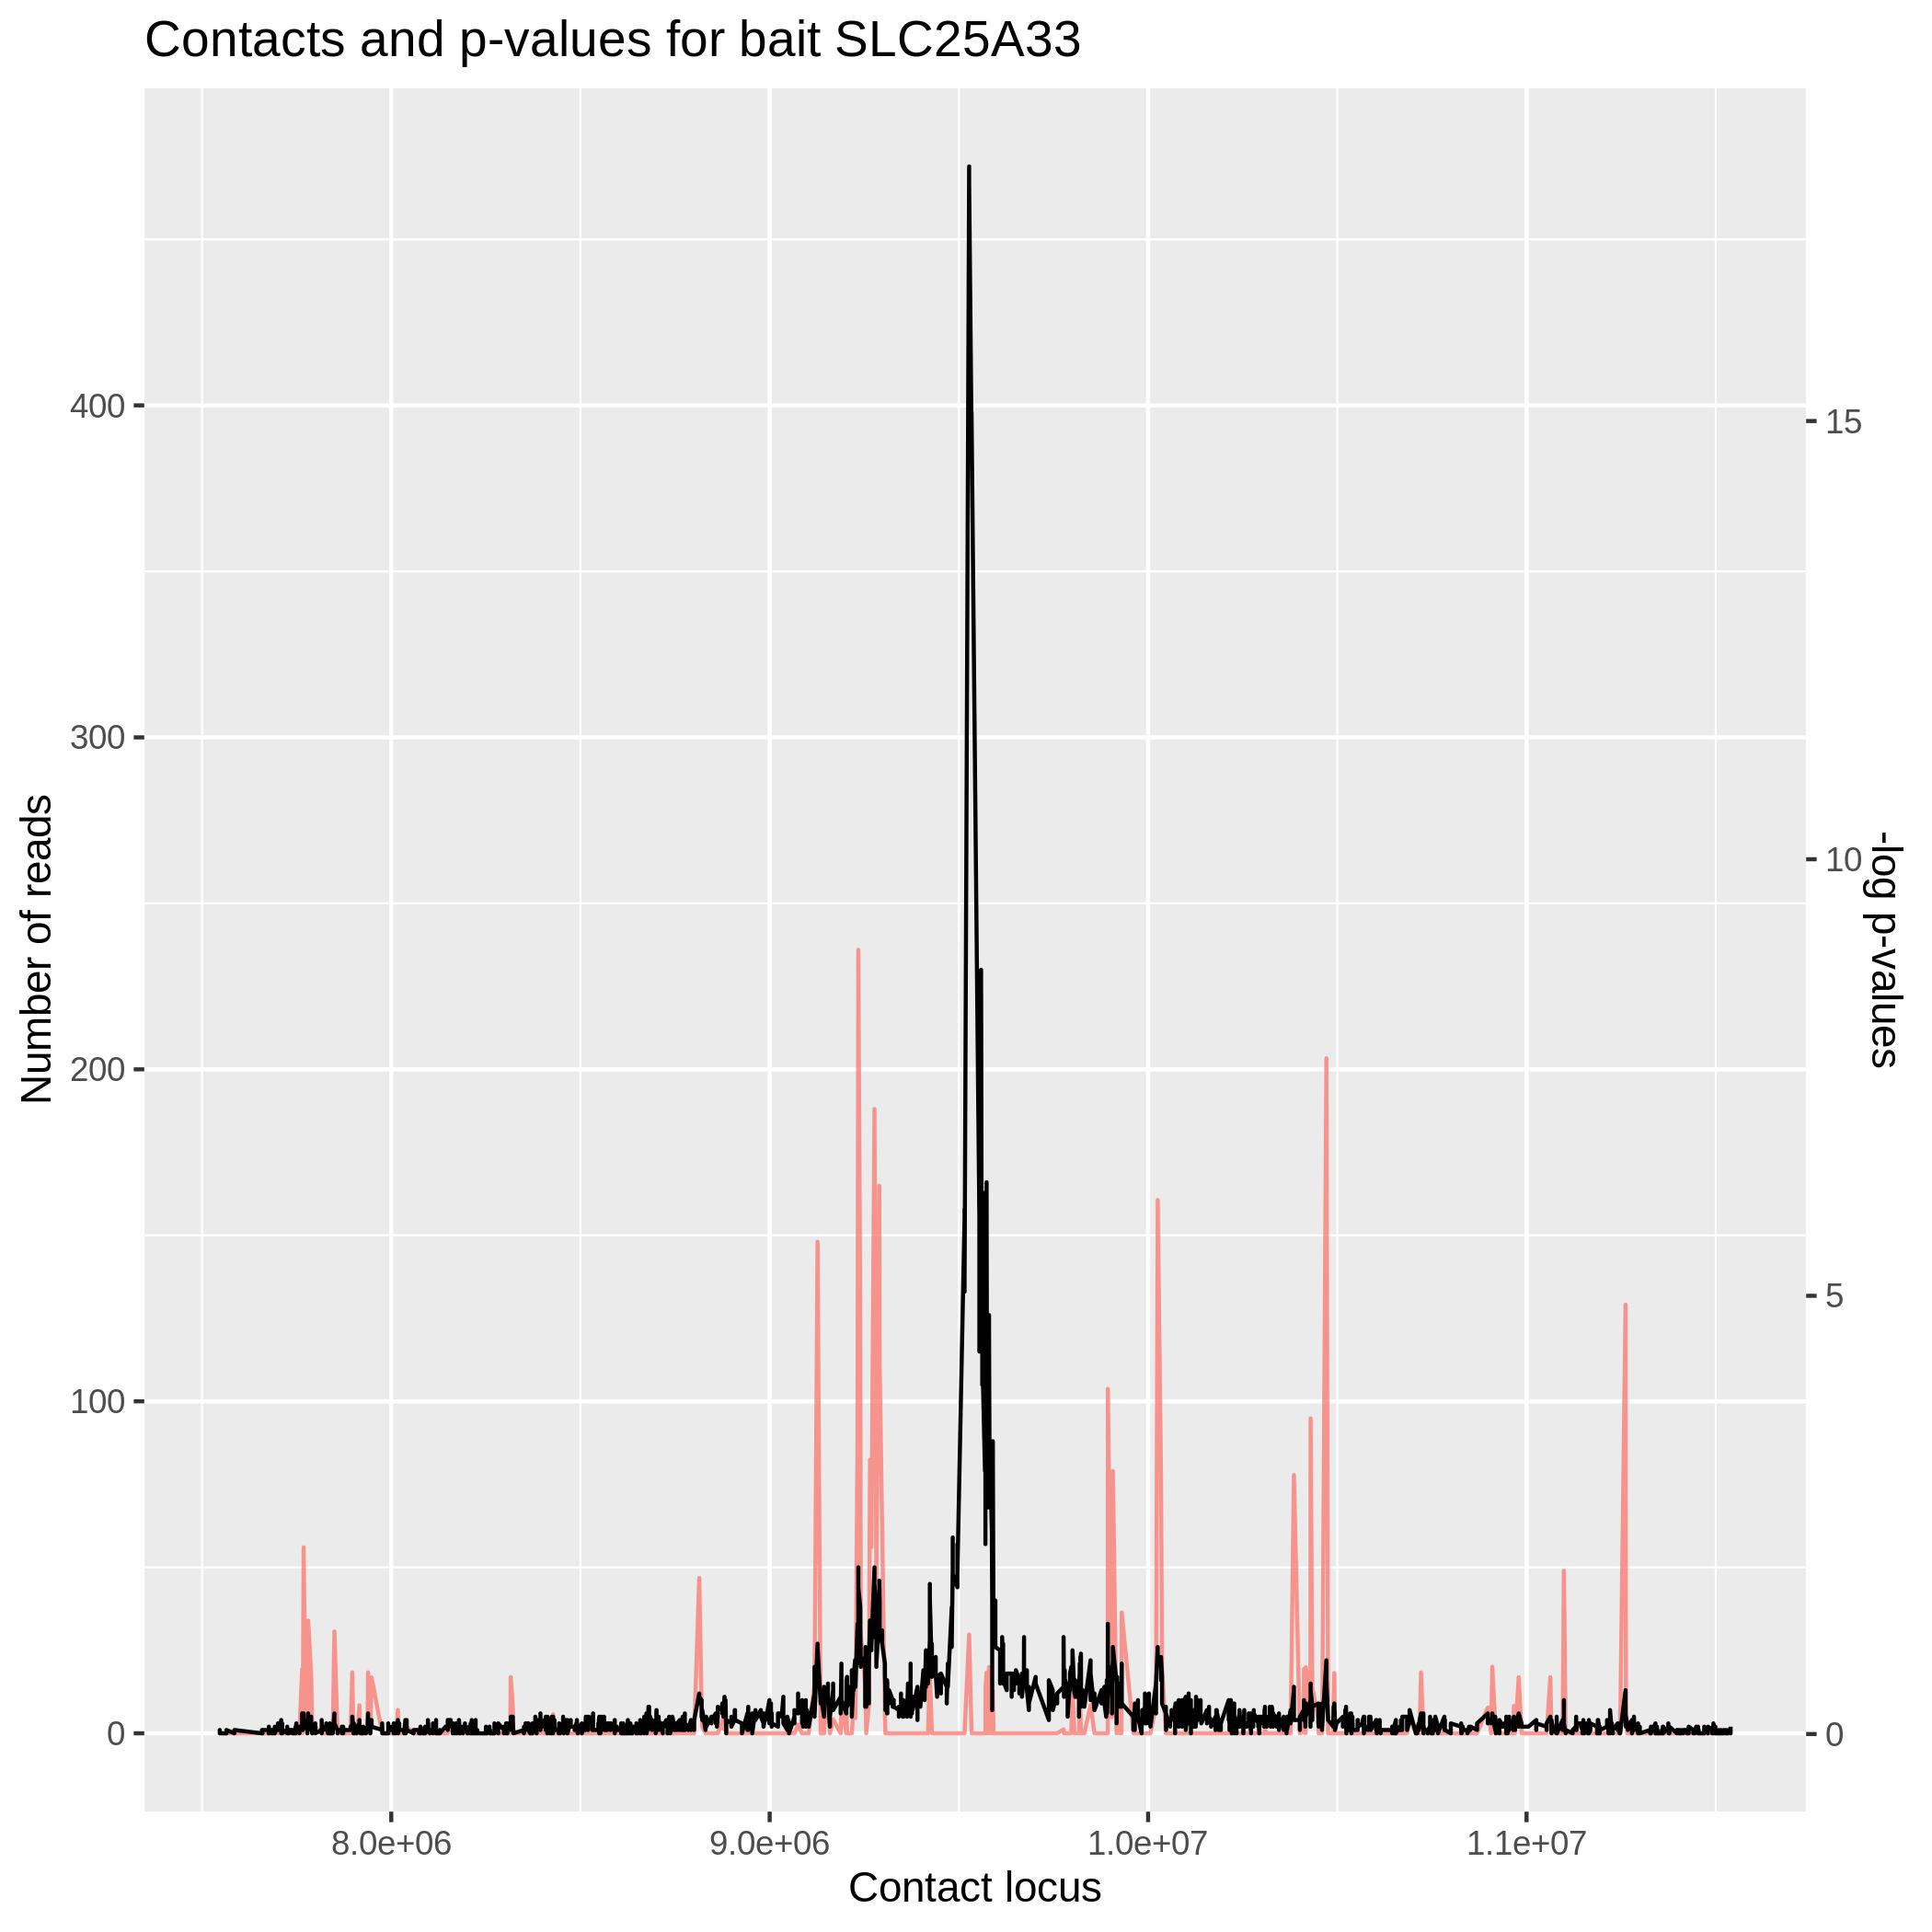 Contacts and p-values for bait SLC25A33
Number of reads
400
300
200
100
0
15
10
5
0
-log p-values
8.0e+06
9.0e+06
1.0e+07
1.1e+07
Contact locus